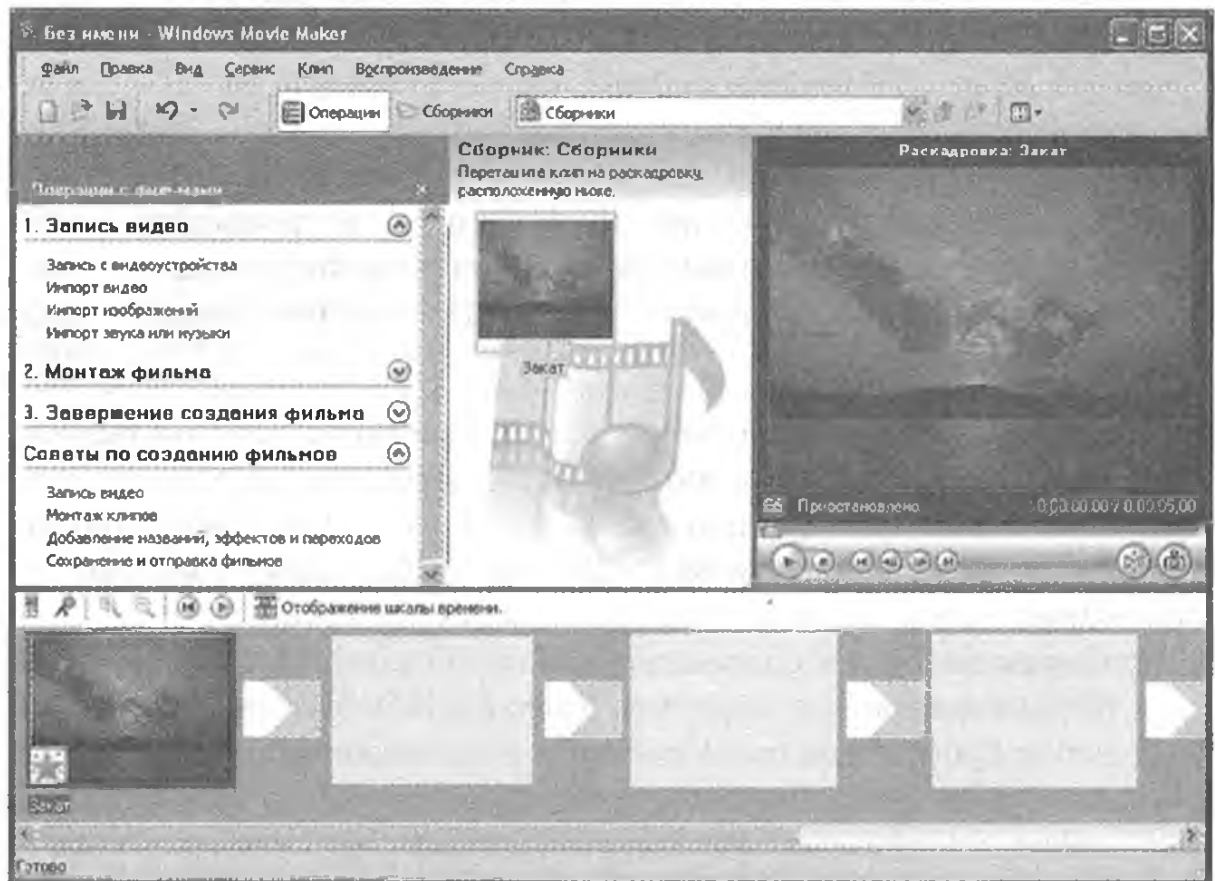 Без имени - Windows Movie Maker
Файл Правка Вид Сервис Клип Воспроизведение Справка
Операции Сборники Сборники
Операции с фильмами
1. Запись видео
Запись с видеоустройства
Импорт видео
Импорт изображений
Импорт звука или музыки
2. Монтаж фильма
3. Завершение создания фильма
Советы по созданию фильмов
Запись видео
Монтаж клипов
Добавление названий, эффектов и переходов
Сохранение и отправка фильмов
Сборник: Сборники
Перетащите клип на раскадровку,
расположенную ниже.
Закат
Раскадровка: Закат
Приостановлено
Отображение шкалы времени.
Закат
Готово